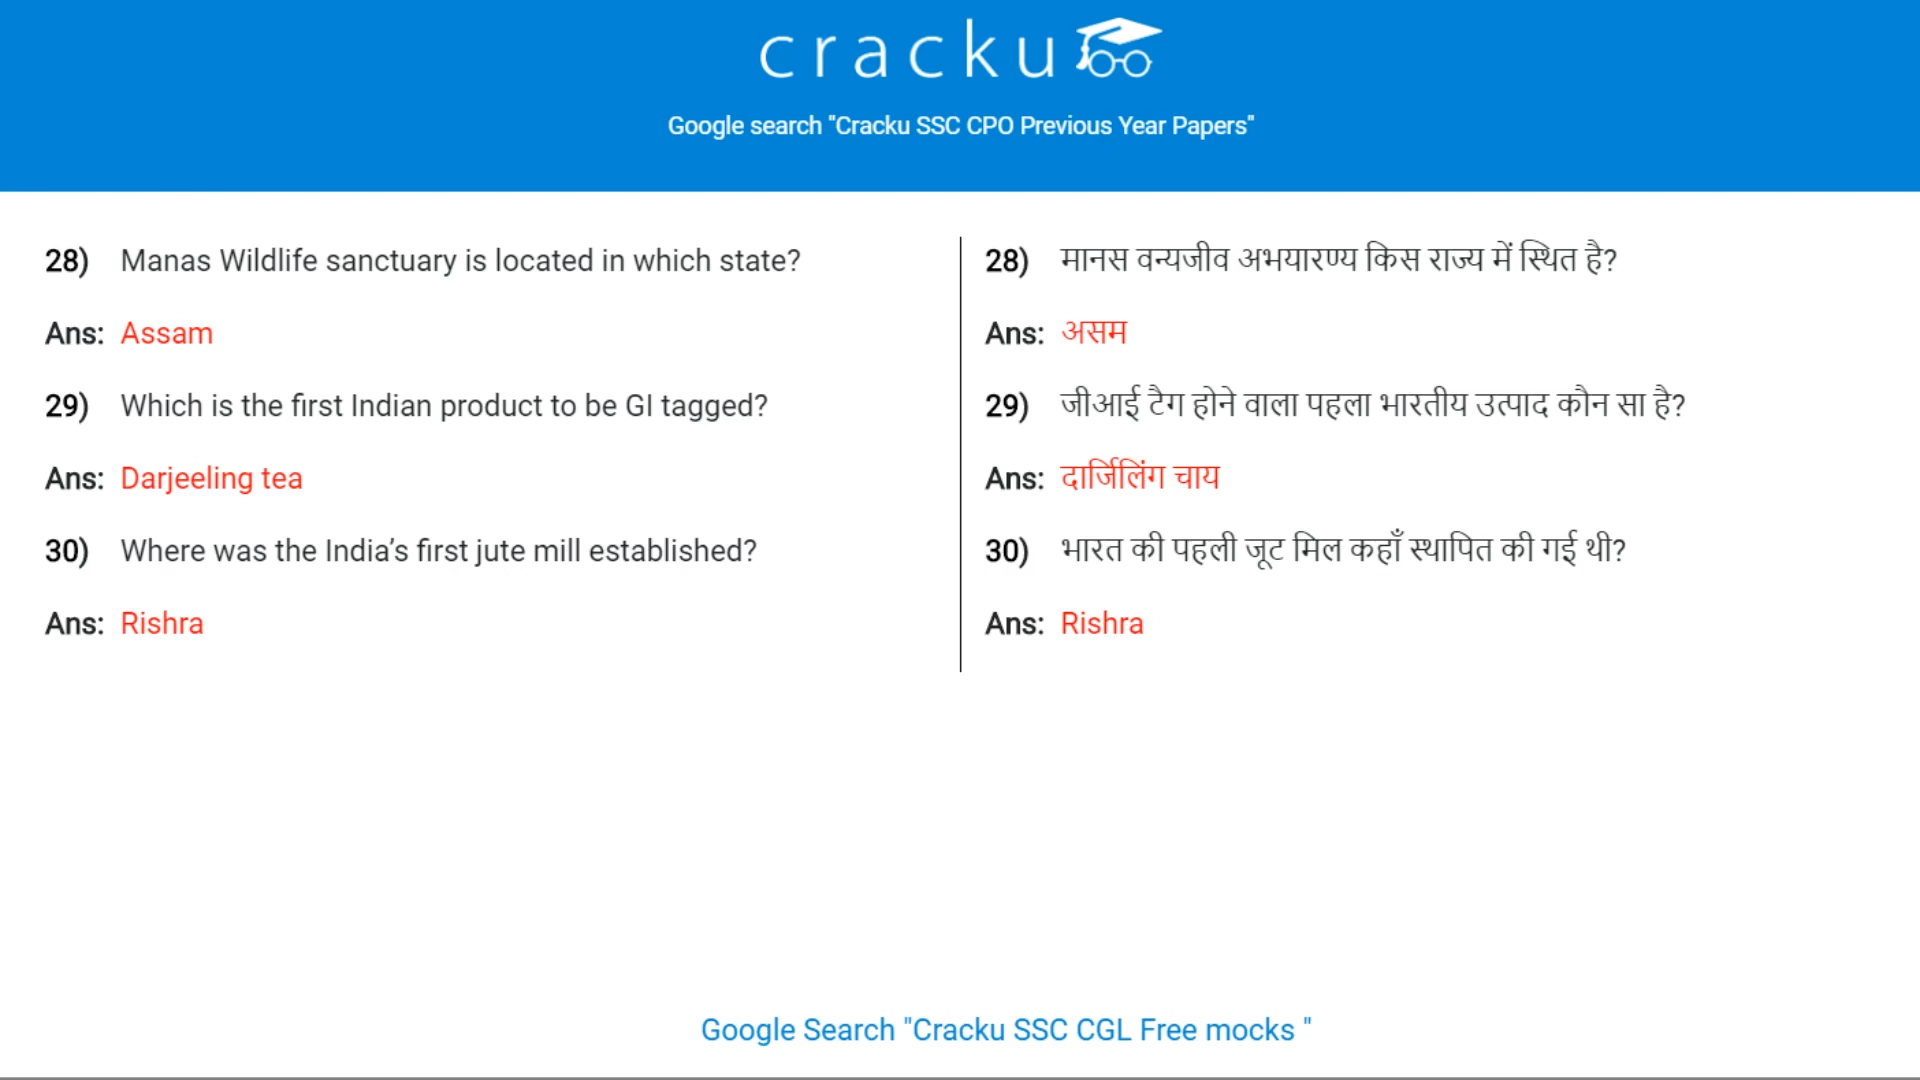 cracku
Google search "Cracku SSC CPO Previous Year Papers"
28) Manas Wildlife sanctuary is located in which state?
Ans: Assam
29) Which is the first Indian product to be GI tagged?
Ans: Darjeeling tea
30) Where was the India’s first jute mill established?
Ans: Rishra
28) मानस वन्यजीव अभयारण्य किस राज्य में स्थित है?
Ans: असम
29) जीआई टैग होने वाला पहला भारतीय उत्पाद कौन सा है?
Ans: दार्जिलिंग चाय
30) भारत की पहली जूट मिल कहाँ स्थापित की गई थी?
Ans: Rishra
Google Search "Cracku SSC CGL Free mocks "